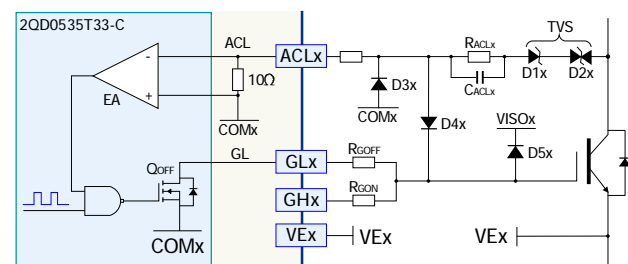 2QD0535T33-C
TVS
ACL
ACLx
RACLx
10Ω
D1x
D2x
EA
D3x
CACLx
COMx
COMx
VISOx
D4x
QOFF
GL
GLx
RGOFF
D5x
GHx
RGON
COMx
VEx
VEx
VEx